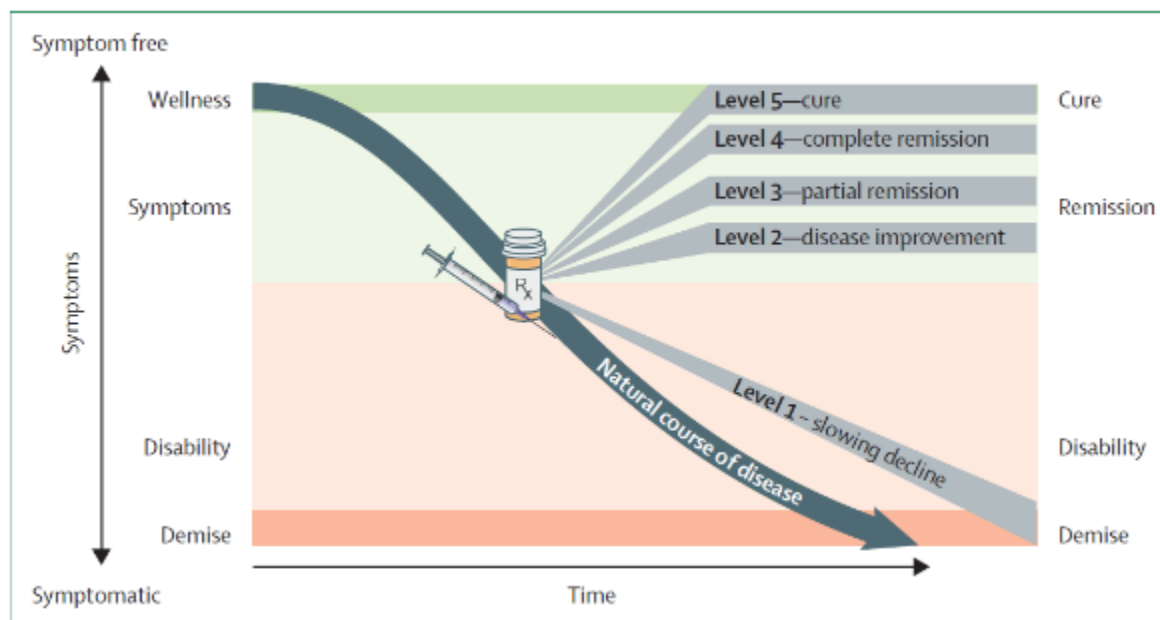 Symptom free
Wellness
Symptoms
Symptoms
Disability
Demise
Symptomatic
Level 5—cure
Level 4—complete remission
Level 3—partial remission
Level 2—disease improvement
Rx
Level 1 – slowing decline
Natural course of disease
Cure
Remission
Disability
Demise
Time